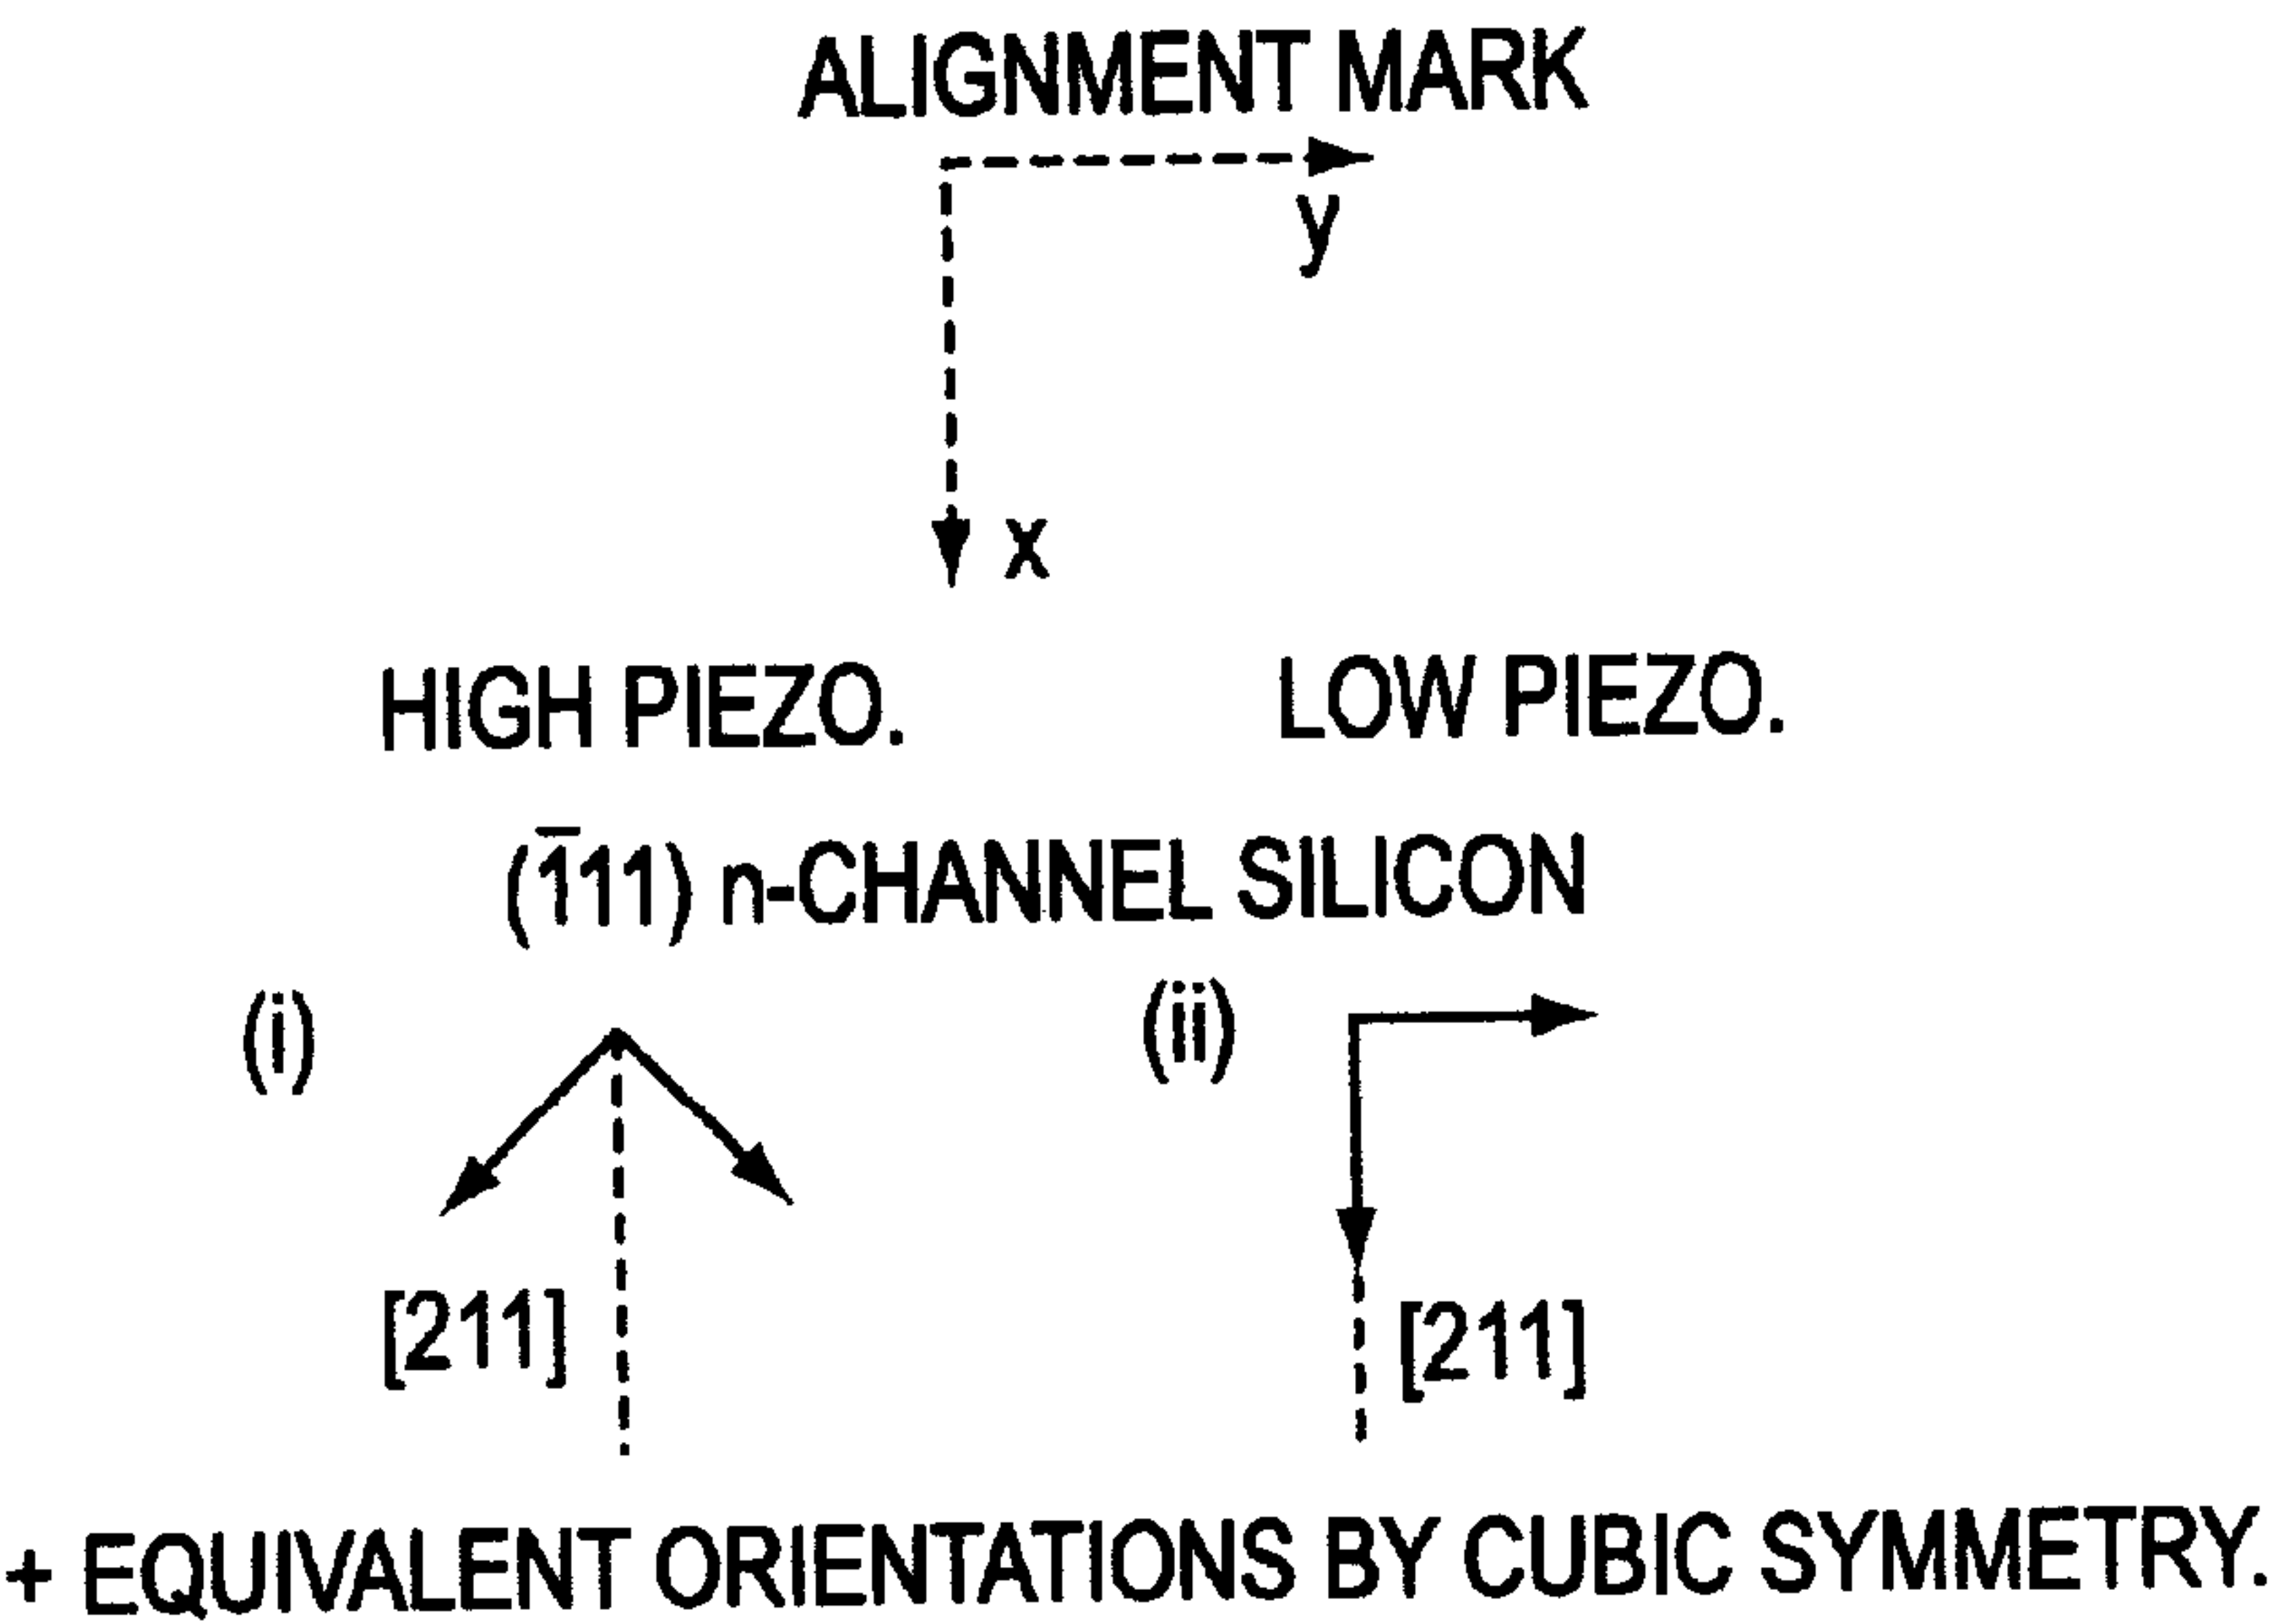 ALIGNMENT MARK
y
x
HIGH PIEZO. LOW PIEZO.
(1̅11) n-CHANNEL SILICON
(i) (ii)
[211] [211]
+ EQUIVALENT ORIENTATIONS BY CUBIC SYMMETRY.